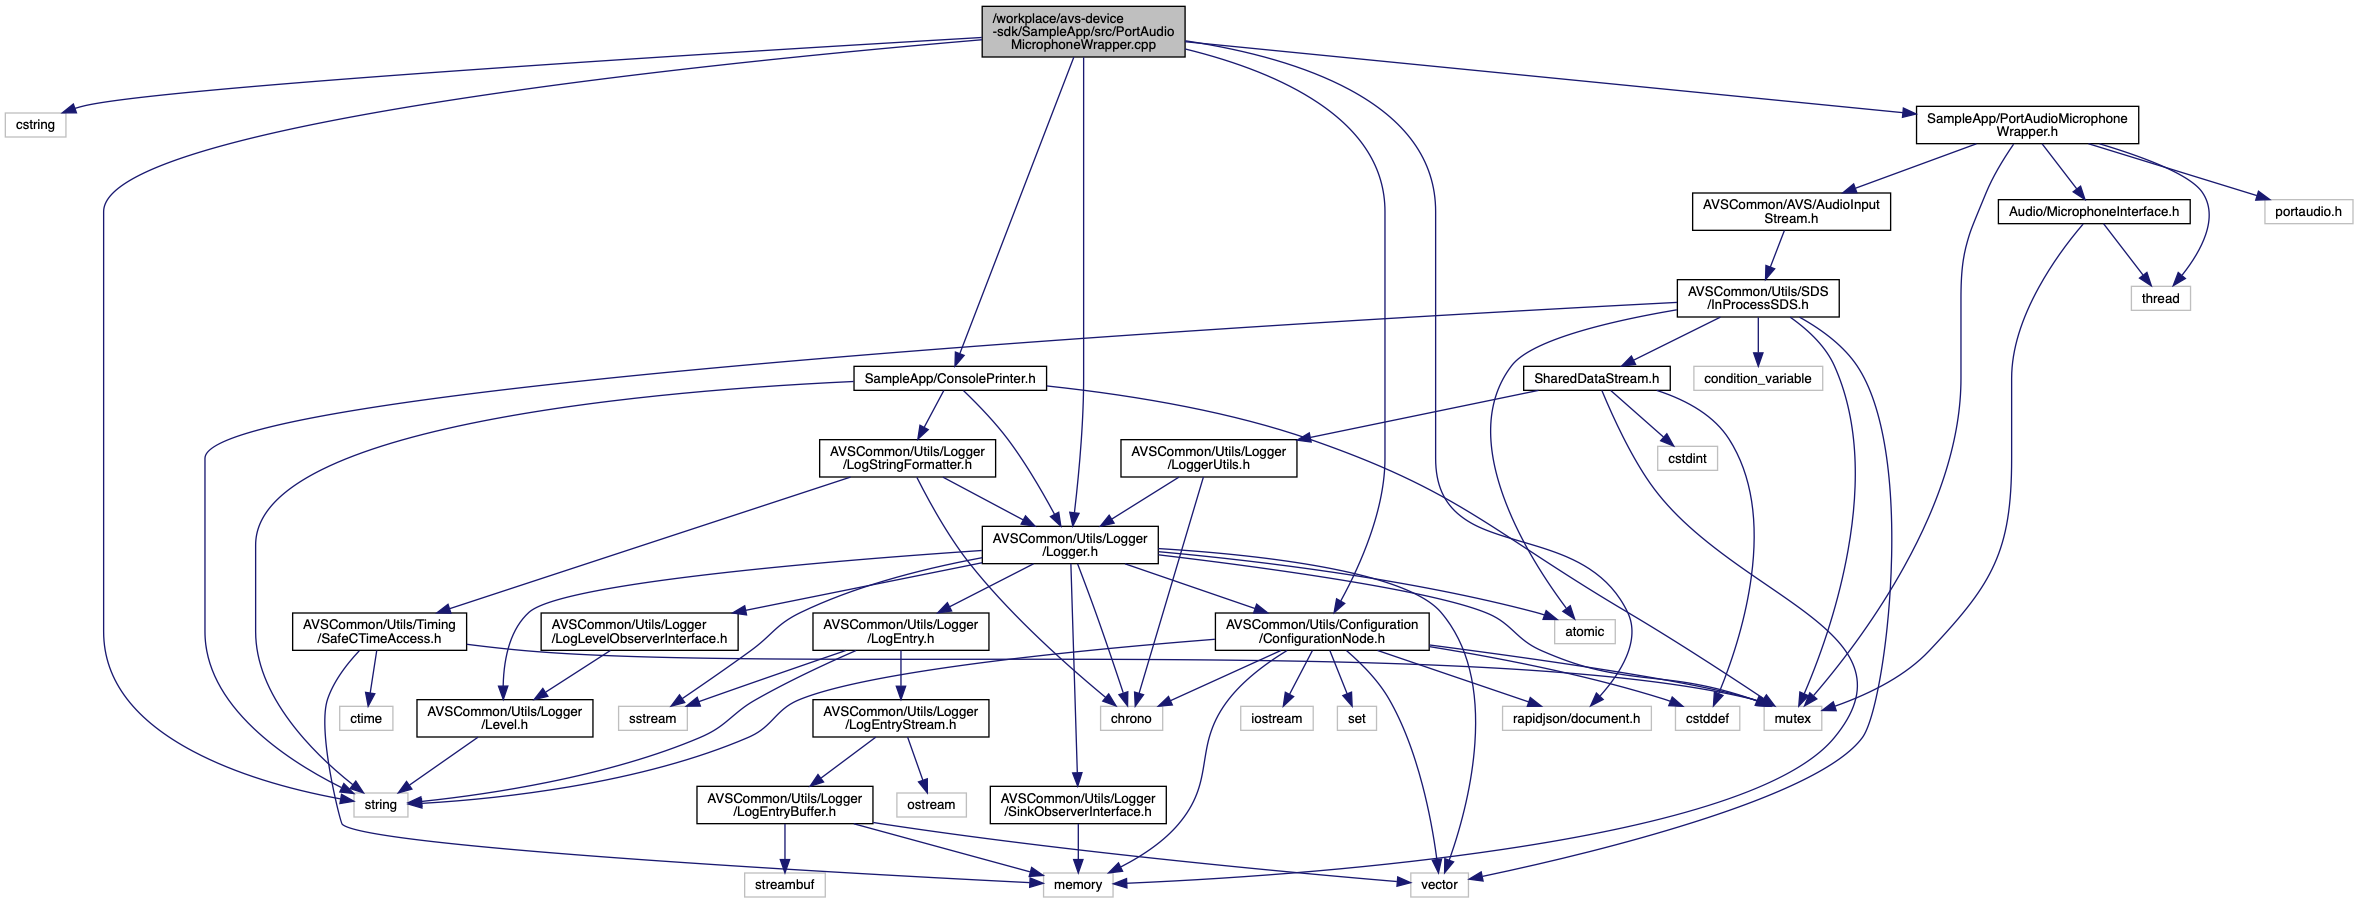 /workplace/avs-device
-sdk/SampleApp/src/PortAudio
MicrophoneWrapper.cpp
cstring
SampleApp/PortAudioMicrophone
Wrapper.h
AVSCommon/AVS/AudioInput
Stream.h
Audio/MicrophoneInterface.h
portaudio.h
AVSCommon/Utils/SDS
/InProcessSDS.h
thread
SampleApp/ConsolePrinter.h
SharedDataStream.h
condition_variable
AVSCommon/Utils/Logger
/LogStringFormatter.h
AVSCommon/Utils/Logger
/LoggerUtils.h
cstdint
AVSCommon/Utils/Logger
/Logger.h
AVSCommon/Utils/Timing
/SafeCTimeAccess.h
AVSCommon/Utils/Logger
/LogLevelObserverInterface.h
AVSCommon/Utils/Logger
/LogEntry.h
AVSCommon/Utils/Configuration
/ConfigurationNode.h
atomic
ctime
AVSCommon/Utils/Logger
/Level.h
sstream
AVSCommon/Utils/Logger
/LogEntryStream.h
chrono
iostream
set
rapidjson/document.h
cstddef
mutex
string
AVSCommon/Utils/Logger
/LogEntryBuffer.h
ostream
AVSCommon/Utils/Logger
/SinkObserverInterface.h
streambuf
memory
vector